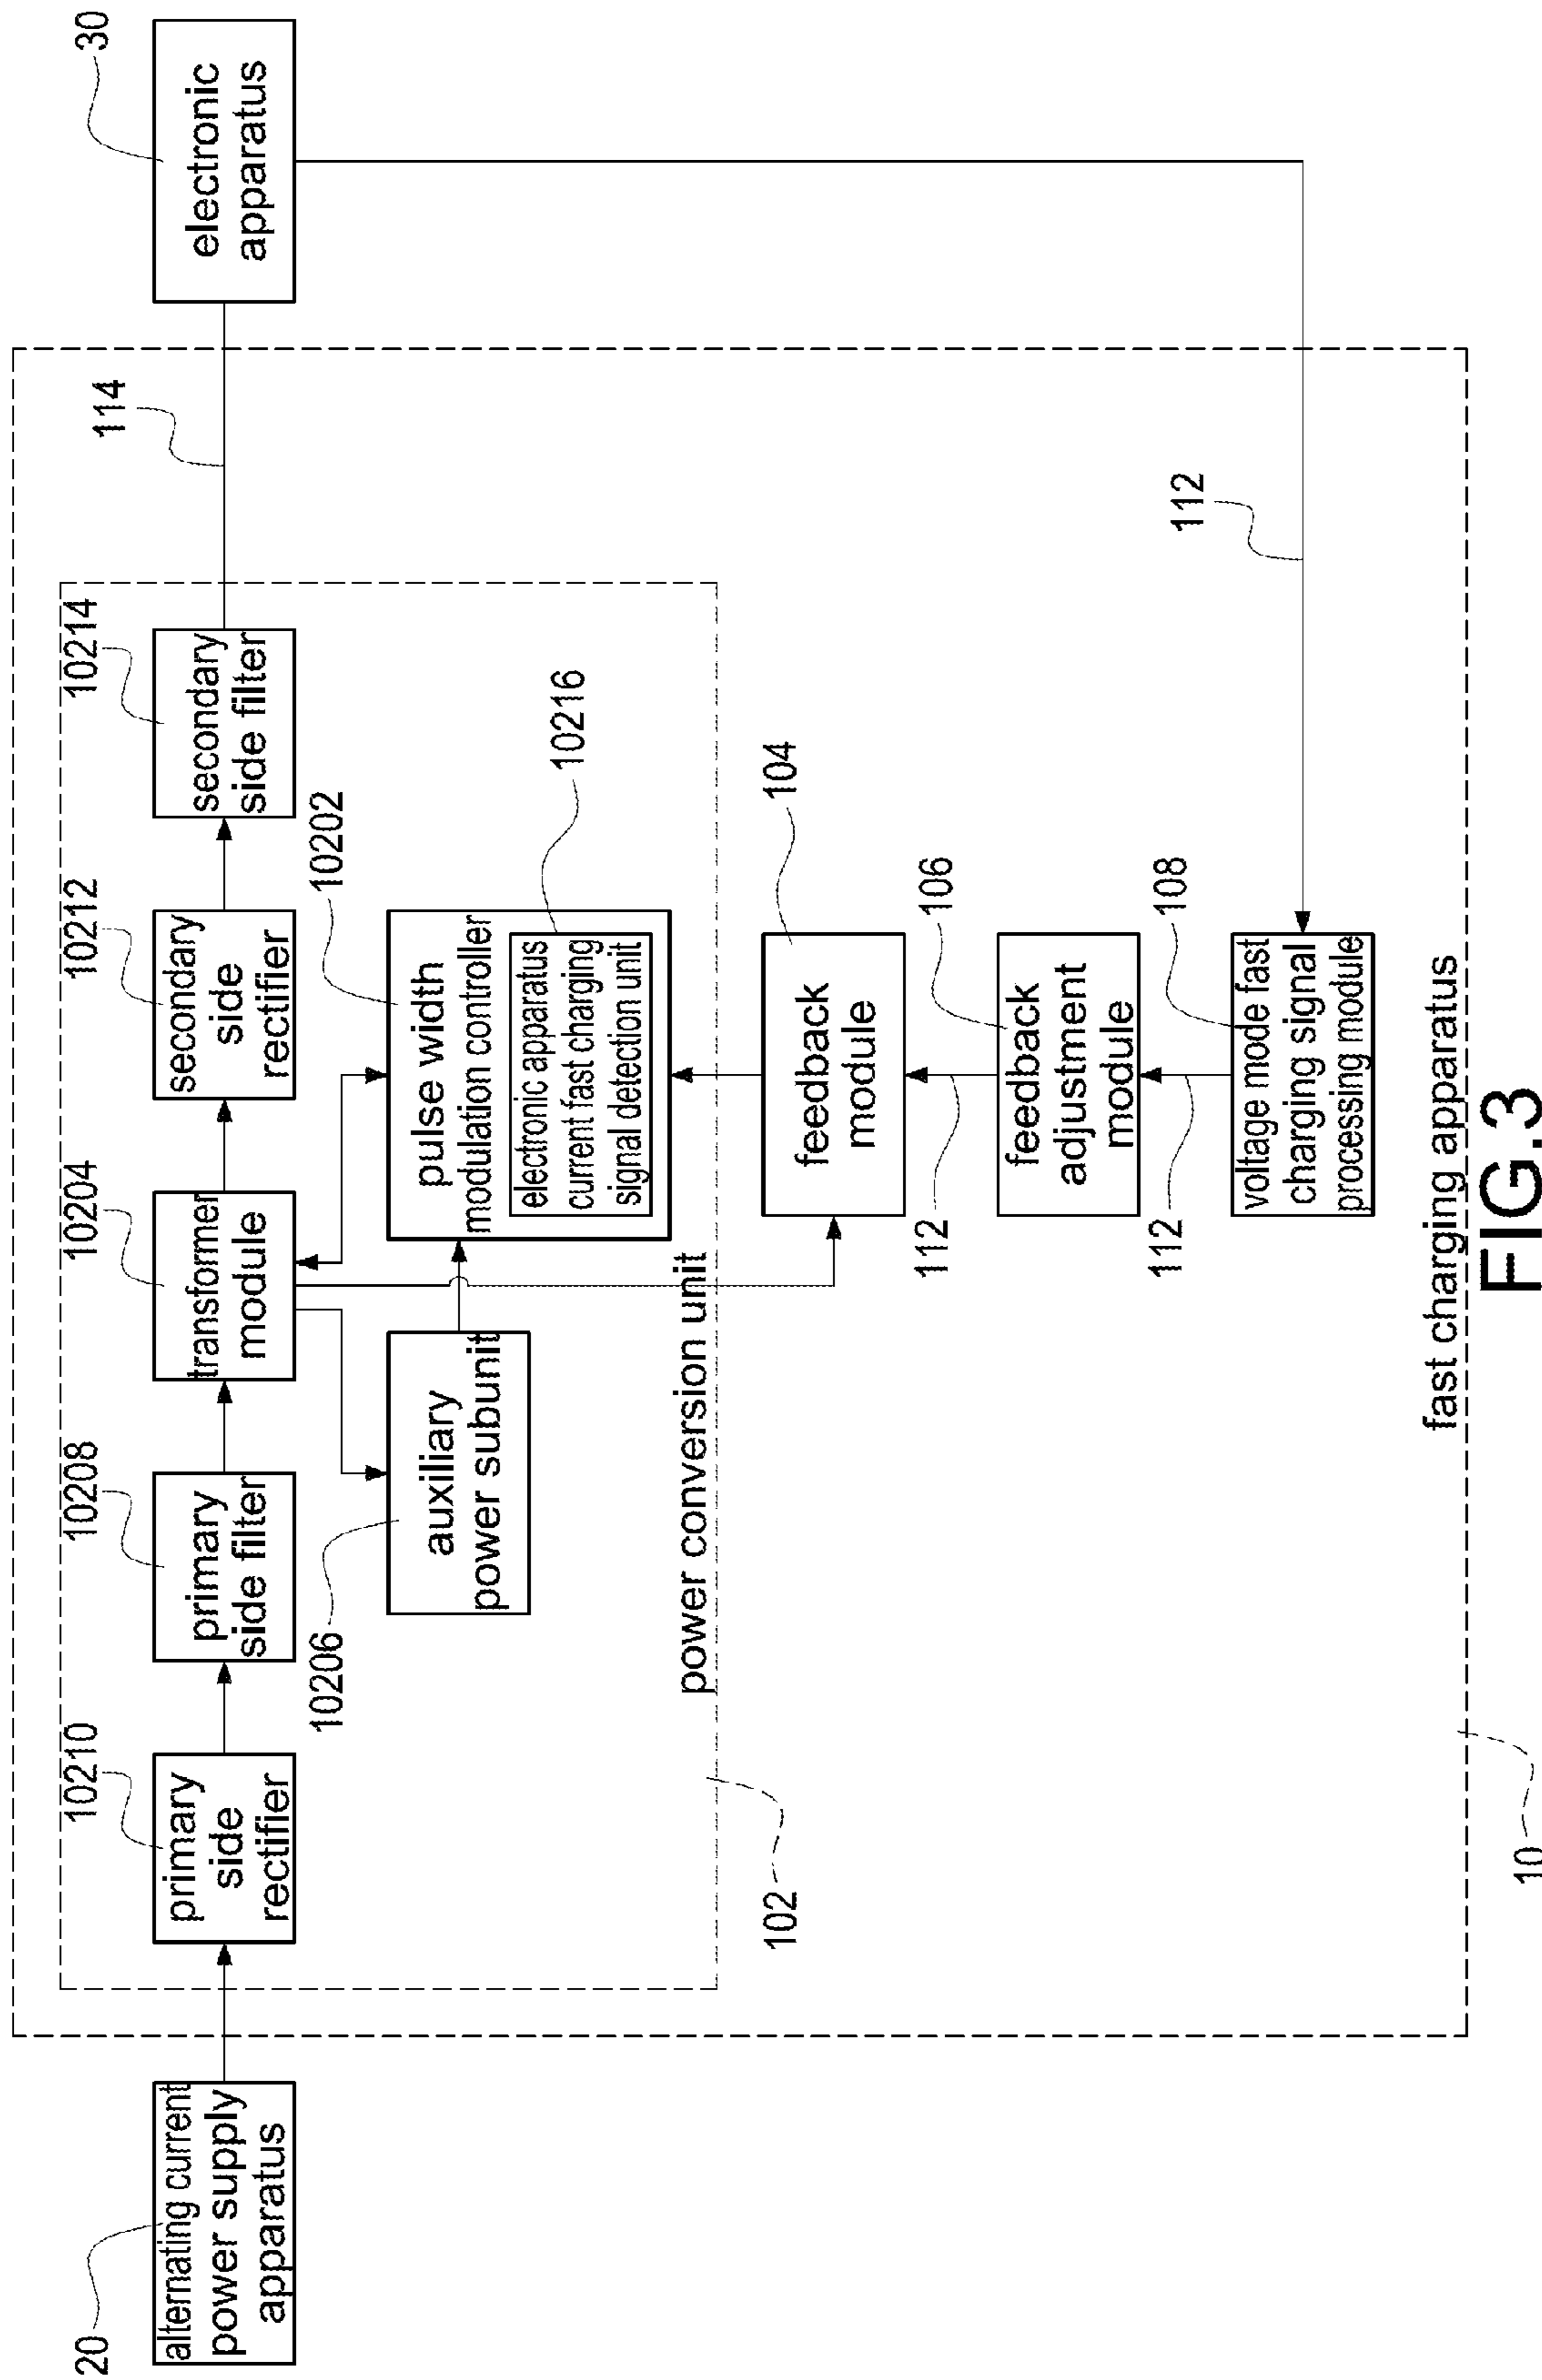 20
alternating current
power supply
apparatus
10210
primary
side
rectifier
10208
primary
side filter
10204
transformer
module
10212
secondary
side
rectifier
10214
secondary
side filter
114
30
electronic
apparatus
10206
auxiliary
power subunit
10202
pulse width
modulation controller
10216
electronic apparatus
current fast charging
signal detection unit
power conversion unit
102
104
feedback
module
112
106
feedback
adjustment
module
112
108
voltage mode fast
charging signal
processing module
112
fast charging apparatus
10
FIG.3